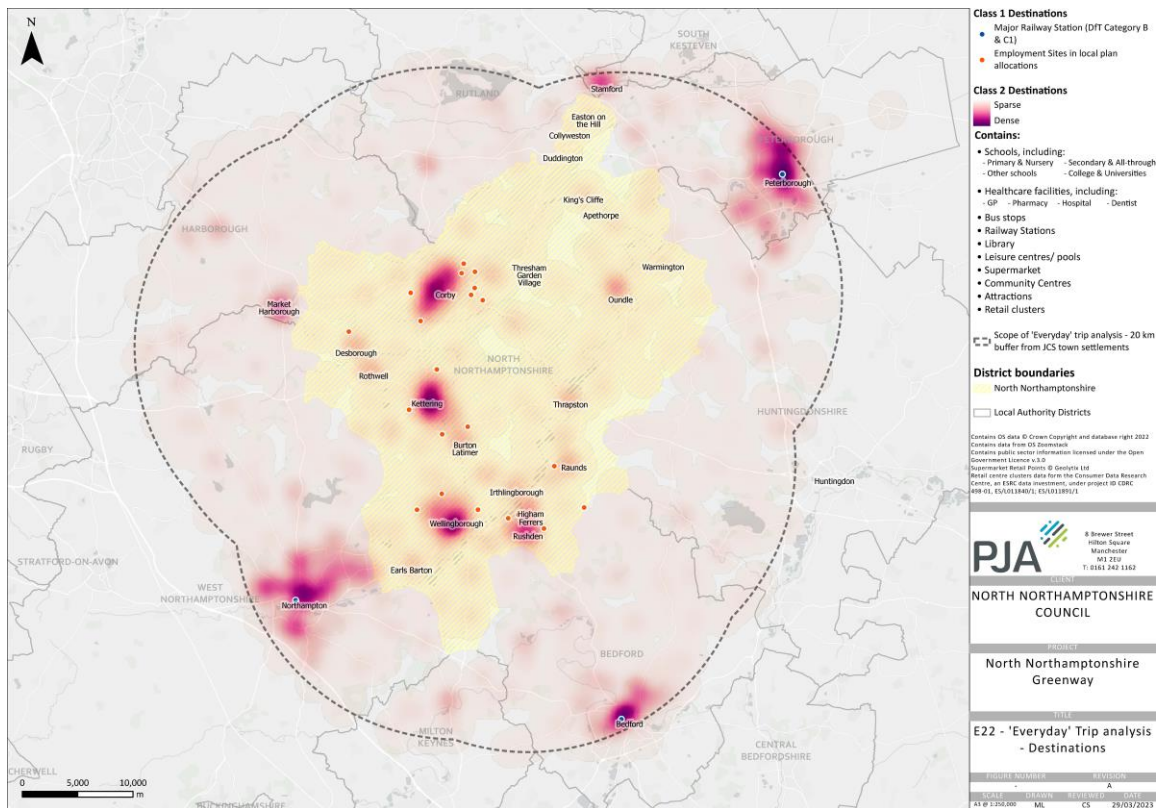 N
SOUTH
KESTEVEN
RUTLAND
Stamford
Easton on
the Hill
Collyweston
Duddington
PETERBOROUGH
Peterborough
King's Cliffe
Apethorpe
HARBOROUGH
Warmington
Thresham
Garden
Village
Corby
Oundle
Market
Harborough
Desborough
Rothwell
NORTH
NORTHAMPTONSHIRE
Kettering
Thrapston
HUNTINGDONSHIRE
Burton
Latimer
RUGBY
Raunds
Huntingdon
Irthlingborough
Wellingborough
Higham
Ferrers
Rushden
STRATFORD-ON-AVON
Earls Barton
WEST
NORTHAMPTONSHIRE
Northampton
BEDFORD
Bedford
MILTON
KEYNES
CENTRAL
BEDFORDSHIRE
CHERWELL
BUCKINGHAMSHIRE
0 5,000 10,000
m
Class 1 Destinations
Major Railway Station (DfT Category B
& C1)
Employment Sites in local plan
allocations
Class 2 Destinations
Sparse
Dense
Contains:
• Schools, including:
- Primary & Nursery - Secondary & All-through
- Other schools - College & Universities
• Healthcare facilities, including:
- GP - Pharmacy - Hospital - Dentist
• Bus stops
• Railway Stations
• Library
• Leisure centres/ pools
• Supermarket
• Community Centres
• Attractions
• Retail clusters
Scope of 'Everyday' trip analysis - 20 km
buffer from JCS town settlements
District boundaries
North Northamptonshire
Local Authority Districts
Contains OS data © Crown Copyright and database right 2022
Contains data from OS Zoomstack
Contains public sector information licensed under the Open
Government Licence v.3.0
Supermarket Retail Points © Geolytix Ltd
Retail centre clusters data form the Consumer Data Research
Centre, an ESRC data investment, under project ID CDRC
498-01, ES/L011840/1; ES/L011891/1
PJA
8 Brewer Street
Hilton Square
Manchester
M1 2EU
T: 0161 242 1162
CLIENT
NORTH NORTHAMPTONSHIRE
COUNCIL
PROJECT
North Northamptonshire
Greenway
TITLE
E22 - 'Everyday' Trip analysis
- Destinations
FIGURE NUMBER REVISION
- A
SCALE DRAWN REVIEWED DATE
A3 @ 1:250,000 ML CS 29/03/2023